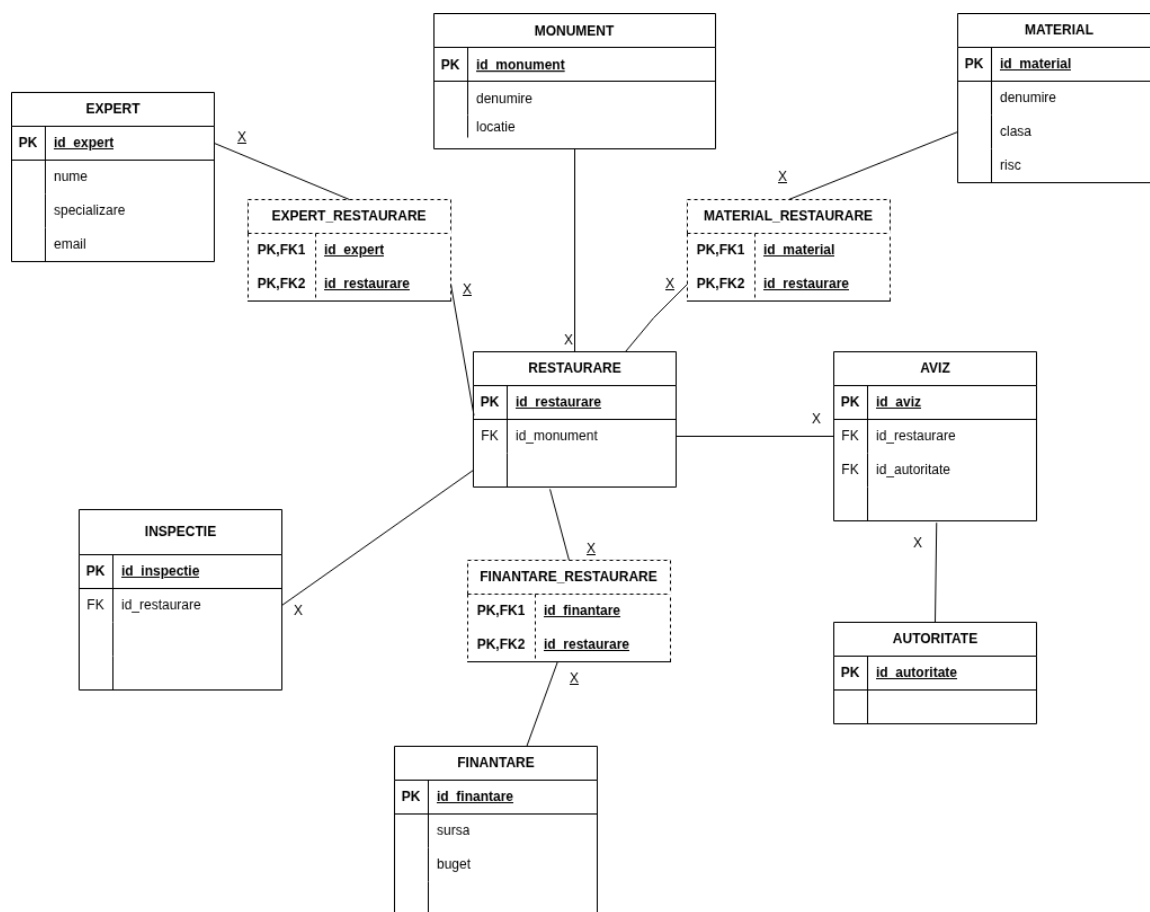 MONUMENT
PK id_monument
denumire
locatie
MATERIAL
PK id_material
denumire
clasa
risc
EXPERT
PK id_expert
nume
specializare
email
X
X
EXPERT_RESTAURARE
PK,FK1 id_expert
PK,FK2 id_restaurare
X
MATERIAL_RESTAURARE
PK,FK1 id_material
PK,FK2 id_restaurare
X
X
RESTAURARE
PK id_restaurare
FK id_monument
AVIZ
PK id_aviz
FK id_restaurare
FK id_autoritate
X
X
INSPECTIE
PK id_inspectie
FK id_restaurare
X
X
FINANTARE_RESTAURARE
PK,FK1 id_finantare
PK,FK2 id_restaurare
X
AUTORITATE
PK id_autoritate
FINANTARE
PK id_finantare
sursa
buget